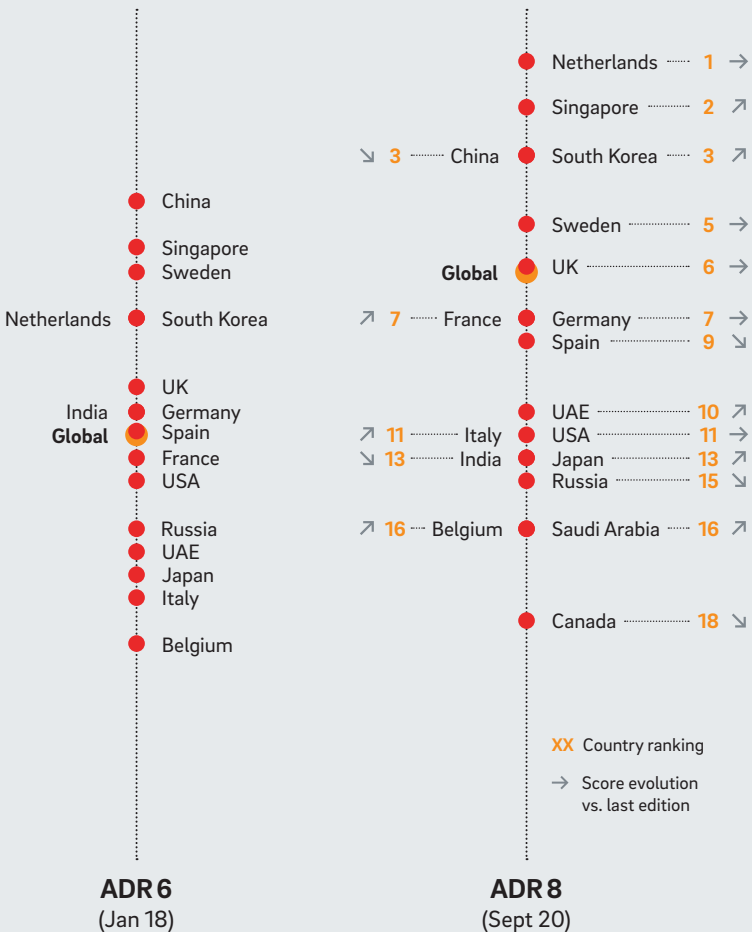 China
Singapore
Sweden
Netherlands South Korea
UK
India Germany
Global Spain
France
USA
Russia
UAE
Japan
Italy
Belgium
ADR 6
(Jan 18)
Netherlands 1 →
Singapore 2 ↗
↘ 3 China South Korea 3 ↗
Sweden 5 →
Global UK 6 →
↗ 7 France Germany 7 →
Spain 9 ↘
UAE 10 ↗
↗ 11 Italy USA 11 →
↘ 13 India Japan 13 ↗
Russia 15 ↘
↗ 16 Belgium Saudi Arabia 16 ↗
Canada 18 ↘
XX Country ranking
→ Score evolution
vs. last edition
ADR 8
(Sept 20)